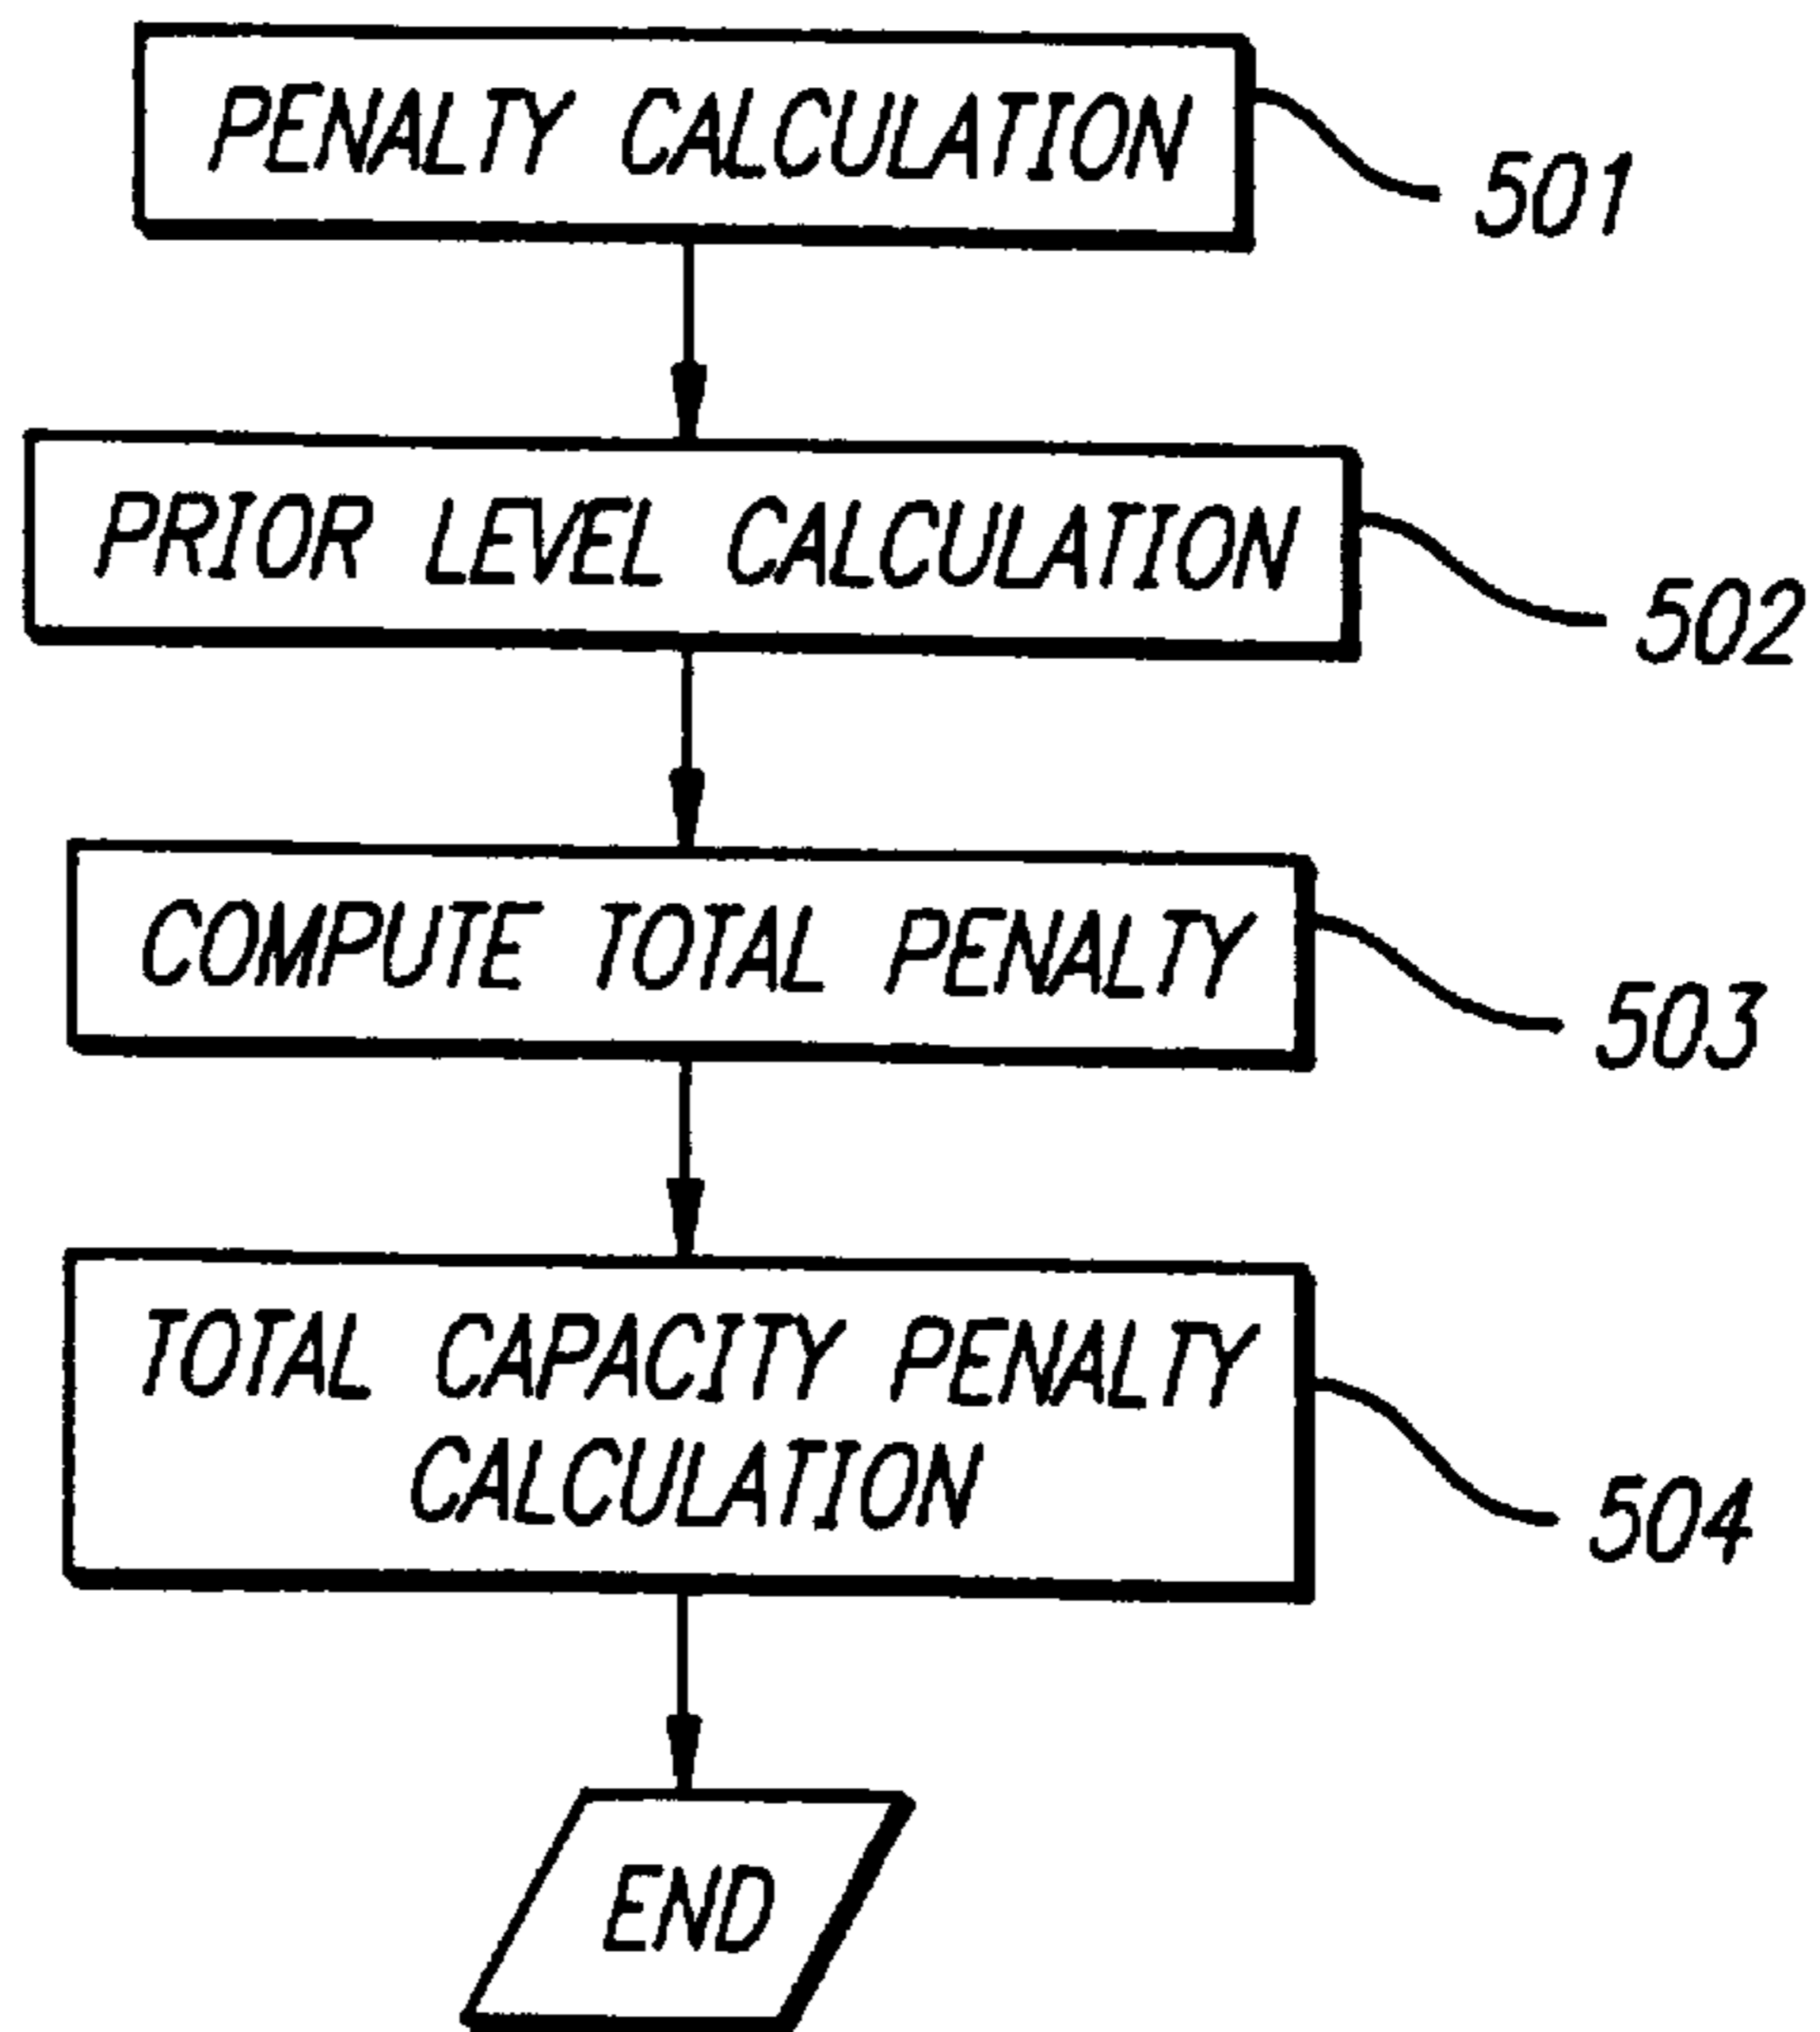 PENALTY CALCULATION
501
PRIOR LEVEL CALCULATION
502
COMPUTE TOTAL PENALTY
503
TOTAL CAPACITY PENALTY
CALCULATION
504
END